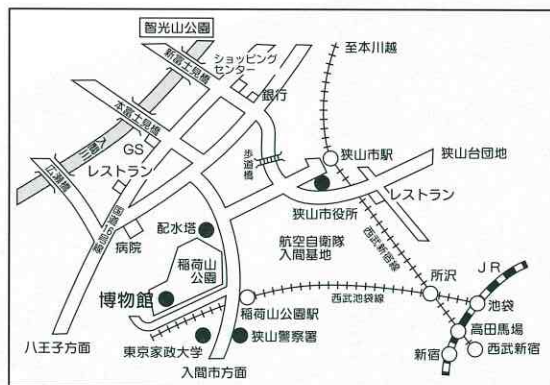 智光山公園
至本川越
ショッピング
センター
新富士見橋
銀行
本富士見橋
入間川
GS
歩道橋
狭山市駅
狭山台団地
広瀬橋
レストラン
レストラン
国道16号線
狭山市役所
病院
配水塔
航空自衛隊
入間基地
西武新宿線
稲荷山
公園
所沢
JR
博物館
西武池袋線
池袋
稲荷山公園駅
高田馬場
八王子方面
狭山警察署
新宿
西武新宿
東京家政大学
入間市方面